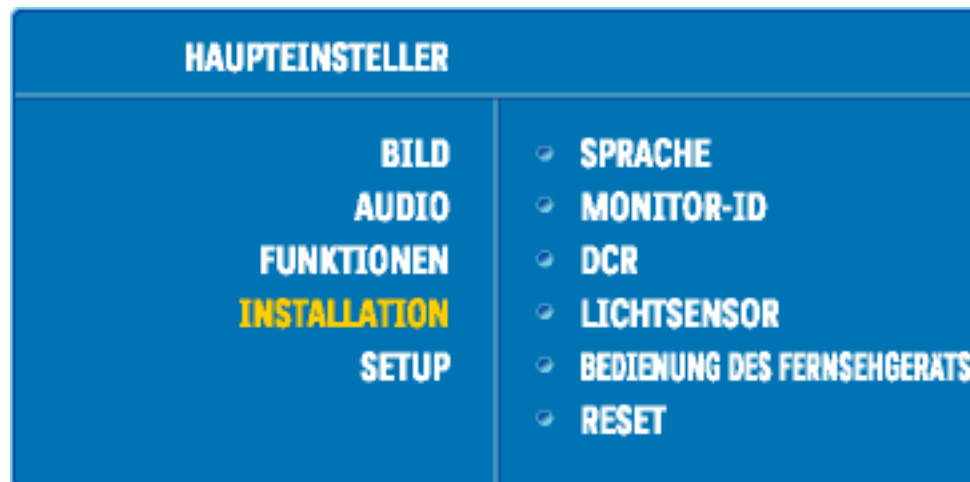 HAUPTEINSTELLER
BILD
AUDIO
FUNKTIONEN
INSTALLATION
SETUP
SPRACHE
MONITOR-ID
DCR
LICHTSENSOR
BEDIENUNG DES FERNSEHGERATS
RESET